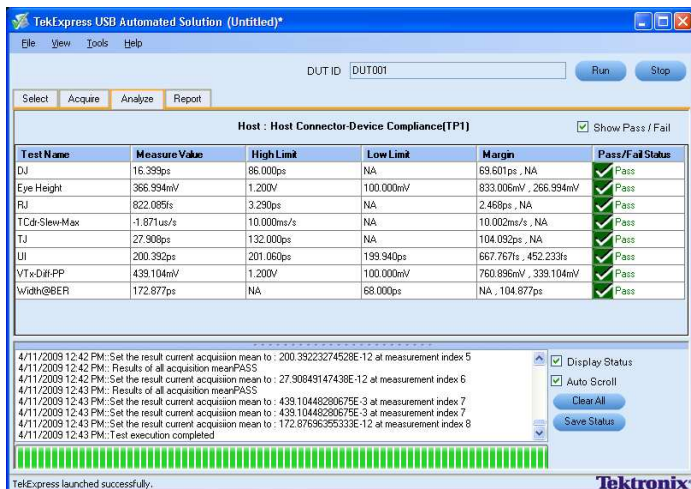 TekExpress USB Automated Solution (Untitled)*
File View Tools Help
DUT ID DUT001 Run Stop
Select Acquire Analyze Report
Host : Host Connector-Device Compliance(TP1) Show Pass / Fail
Test Name Measure Value High Limit Low Limit Margin Pass/Fail Status
DJ 16.399ps 86.000ps NA 69.601ps , NA Pass
Eye Height 366.994mV 1.200V 100.000mV 833.006mV , 266.994mV Pass
RJ 822.085fs 3.290ps NA 2.468ps , NA Pass
TCdr-Slew-Max -1.871us/s 10.000ms/s NA 10.002ms/s , NA Pass
TJ 27.908ps 132.000ps NA 104.092ps , NA Pass
UI 200.392ps 201.060ps 199.940ps 667.767fs , 452.233fs Pass
VTx-Diff-PP 439.104mV 1.200V 100.000mV 760.896mV , 339.104mV Pass
Width@BER 172.877ps NA 68.000ps NA , 104.877ps Pass
4/11/2009 12:42 PM::Set the result current acquisiion mean to : 200.39223274528E-12 at measurement index 5
4/11/2009 12:42 PM:: Results of all acquisition meanPASS
4/11/2009 12:42 PM::Set the result current acquisiion mean to : 27.90849147438E-12 at measurement index 6
4/11/2009 12:43 PM:: Results of all acquisition meanPASS
4/11/2009 12:43 PM::Set the result current acquisiion mean to : 439.10448280675E-3 at measurement index 7
4/11/2009 12:43 PM::Set the result current acquisiion mean to : 439.10448280675E-3 at measurement index 7
4/11/2009 12:43 PM::Set the result current acquisiion mean to : 172.87696355333E-12 at measurement index 8
4/11/2009 12:43 PM::Test execution completed
Display Status
Auto Scroll
Clear All
Save Status
TekExpress launched successfully.
Tektronix